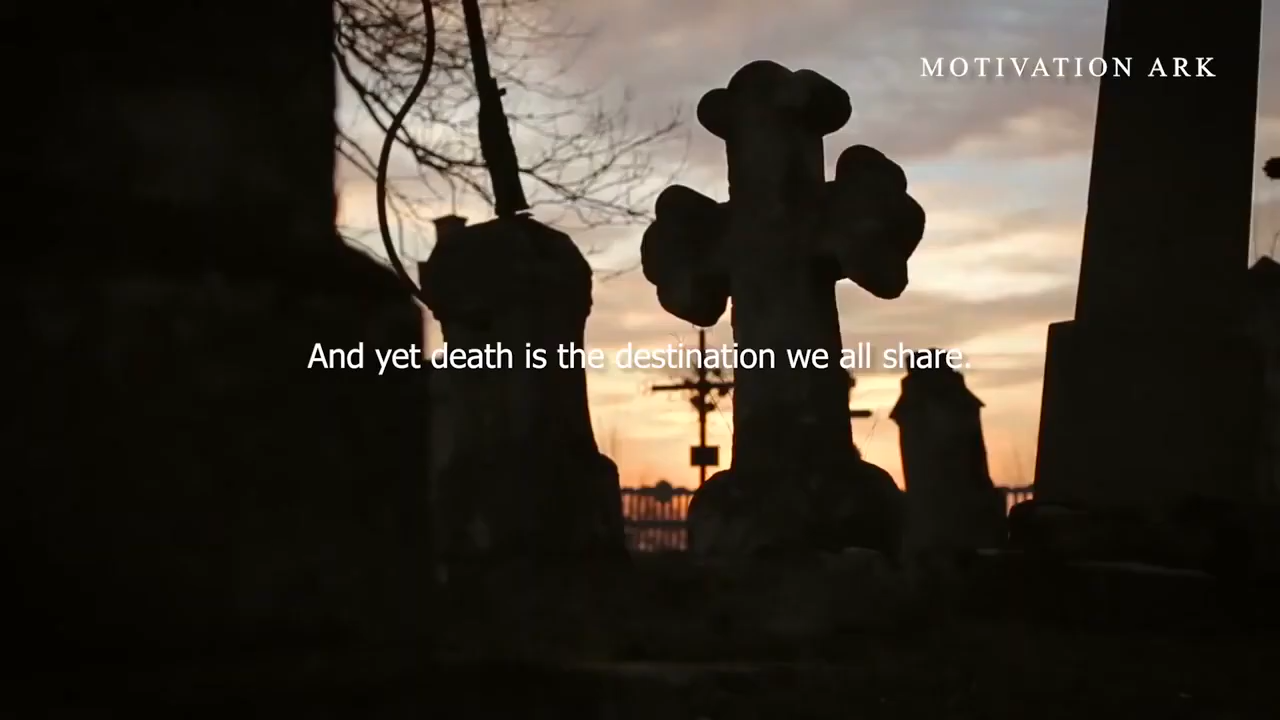 MOTIVATION ARK
And yet death is the destination we all share.